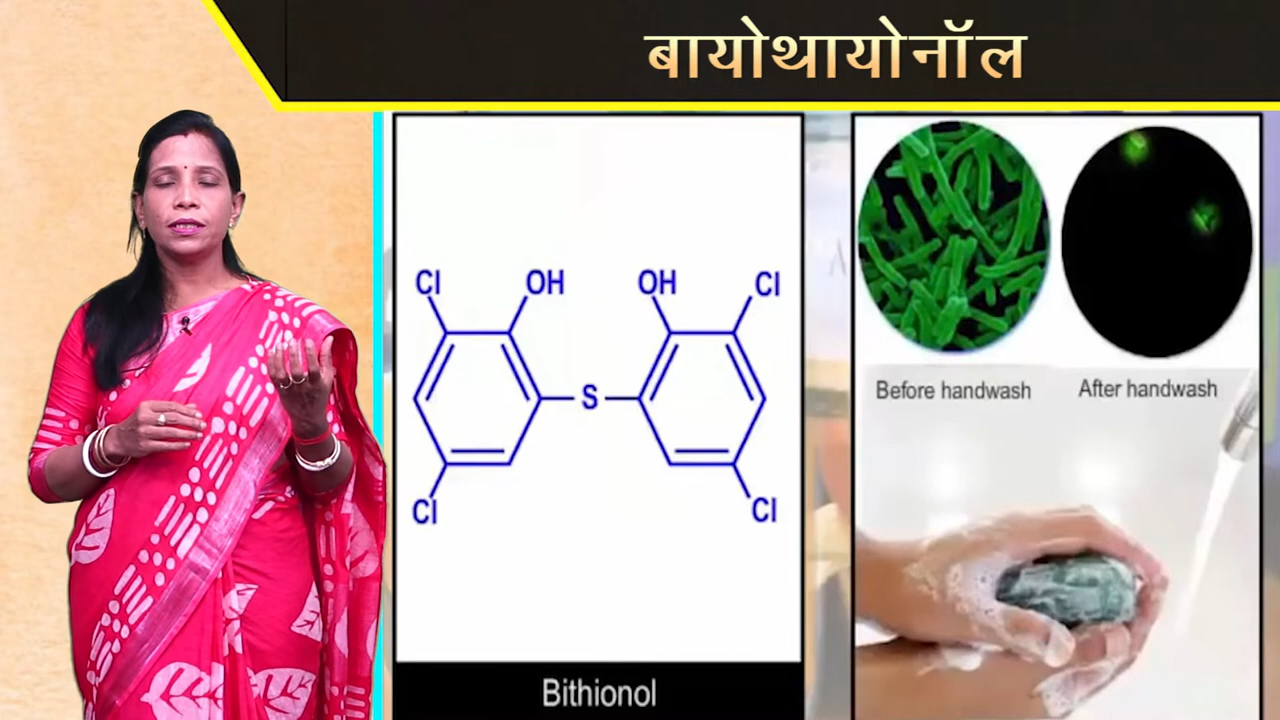 बायोथायोनॉल
Cl OH OH Cl
S
Cl Cl
Bithionol
Before handwash After handwash